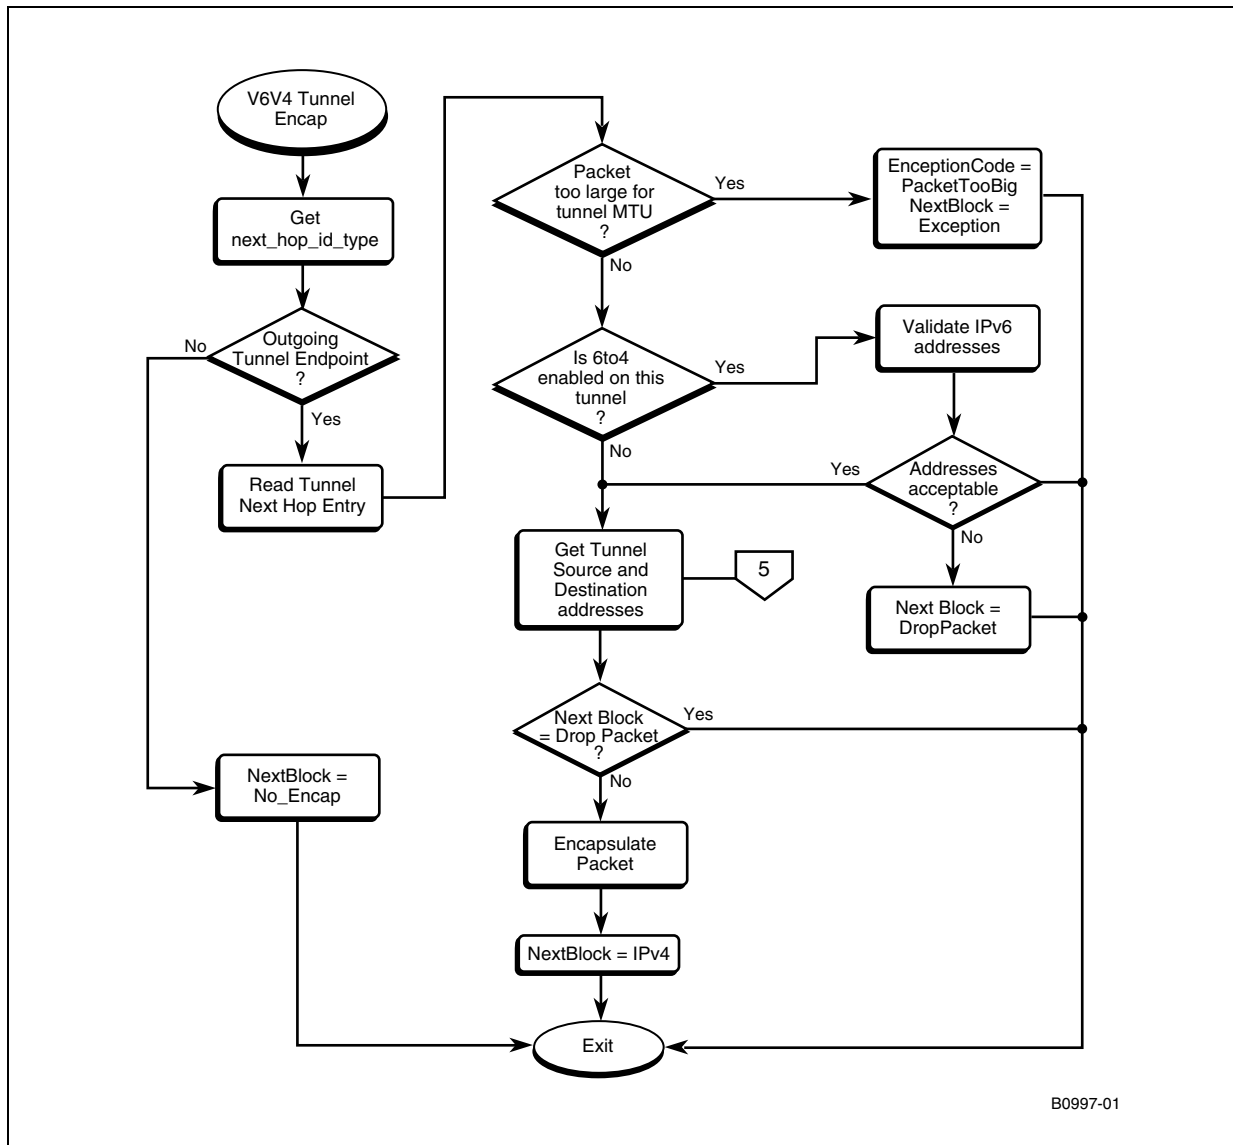 V6V4 Tunnel
Encap
Get
next_hop_id_type
No
Outgoing
Tunnel Endpoint
?
Yes
Read Tunnel
Next Hop Entry
NextBlock =
No_Encap
Packet
too large for
tunnel MTU
?
Yes
No
EnceptionCode =
PacketTooBig
NextBlock =
Exception
Is 6to4
enabled on this
tunnel
?
Yes
No
Validate IPv6
addresses
Yes
Addresses
acceptable
?
No
Next Block =
DropPacket
Get Tunnel
Source and
Destination
addresses
5
Next Block
= Drop Packet
?
Yes
No
Encapsulate
Packet
NextBlock = IPv4
Exit
B0997-01